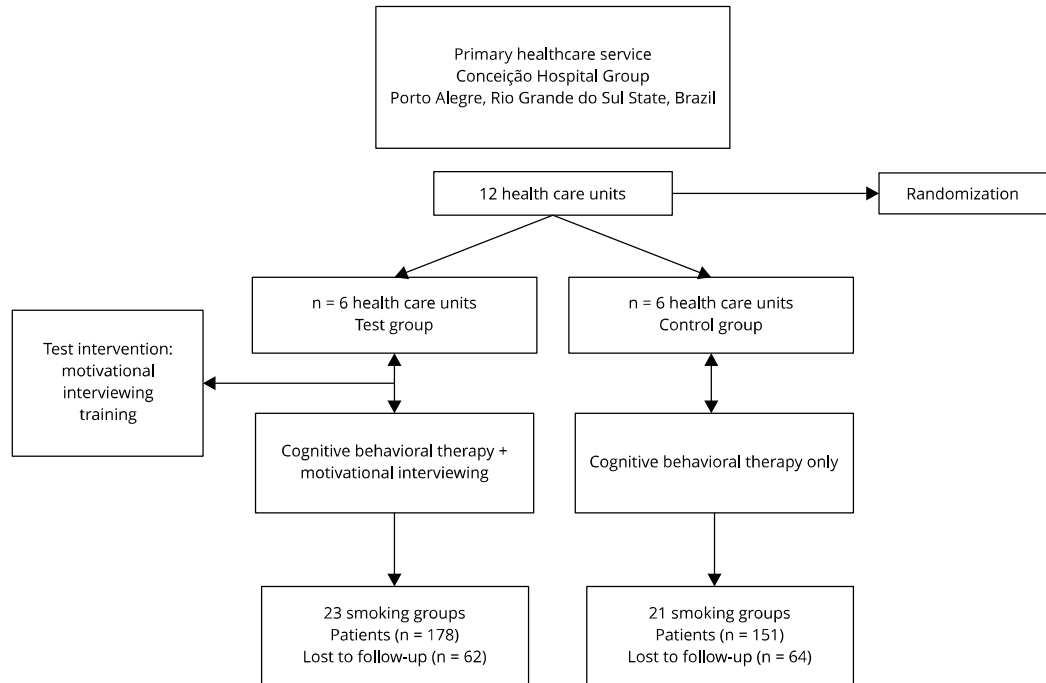 Primary healthcare service
Conceição Hospital Group
Porto Alegre, Rio Grande do Sul State, Brazil
12 health care units
Randomization
n = 6 health care units
Test group
n = 6 health care units
Control group
Test intervention:
motivational
interviewing
training
Cognitive behavioral therapy +
motivational interviewing
Cognitive behavioral therapy only
23 smoking groups
Patients (n = 178)
Lost to follow-up (n = 62)
21 smoking groups
Patients (n = 151)
Lost to follow-up (n = 64)